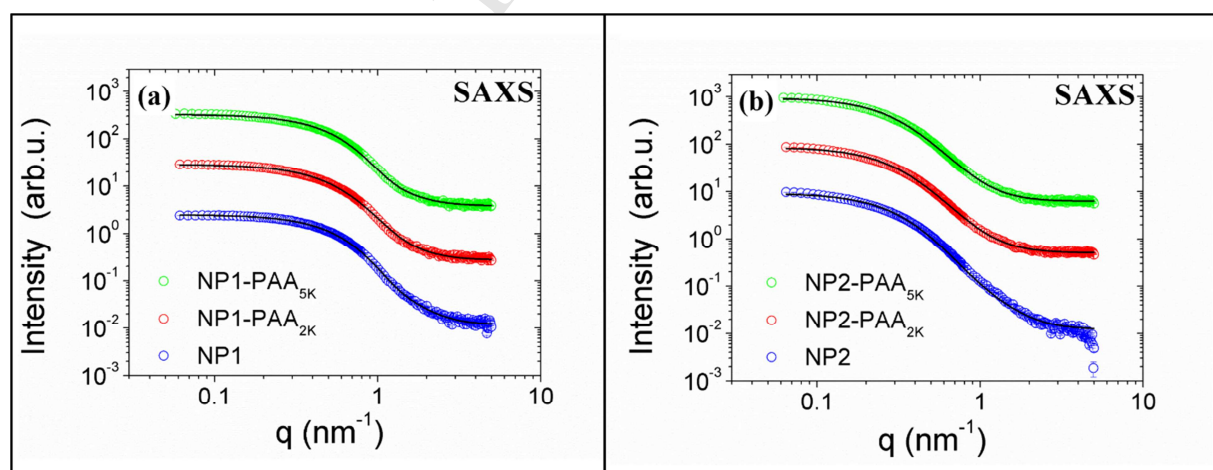 (a)
SAXS
Intensity (arb.u.)
10³
10²
10¹
10⁰
10⁻¹
10⁻²
10⁻³
NP1-PAA₅ₖ
NP1-PAA₂ₖ
NP1
0.1
1
10
q (nm⁻¹)
(b)
SAXS
Intensity (arb.u.)
10³
10²
10¹
10⁰
10⁻¹
10⁻²
10⁻³
NP2-PAA₅ₖ
NP2-PAA₂ₖ
NP2
0.1
1
10
q (nm⁻¹)